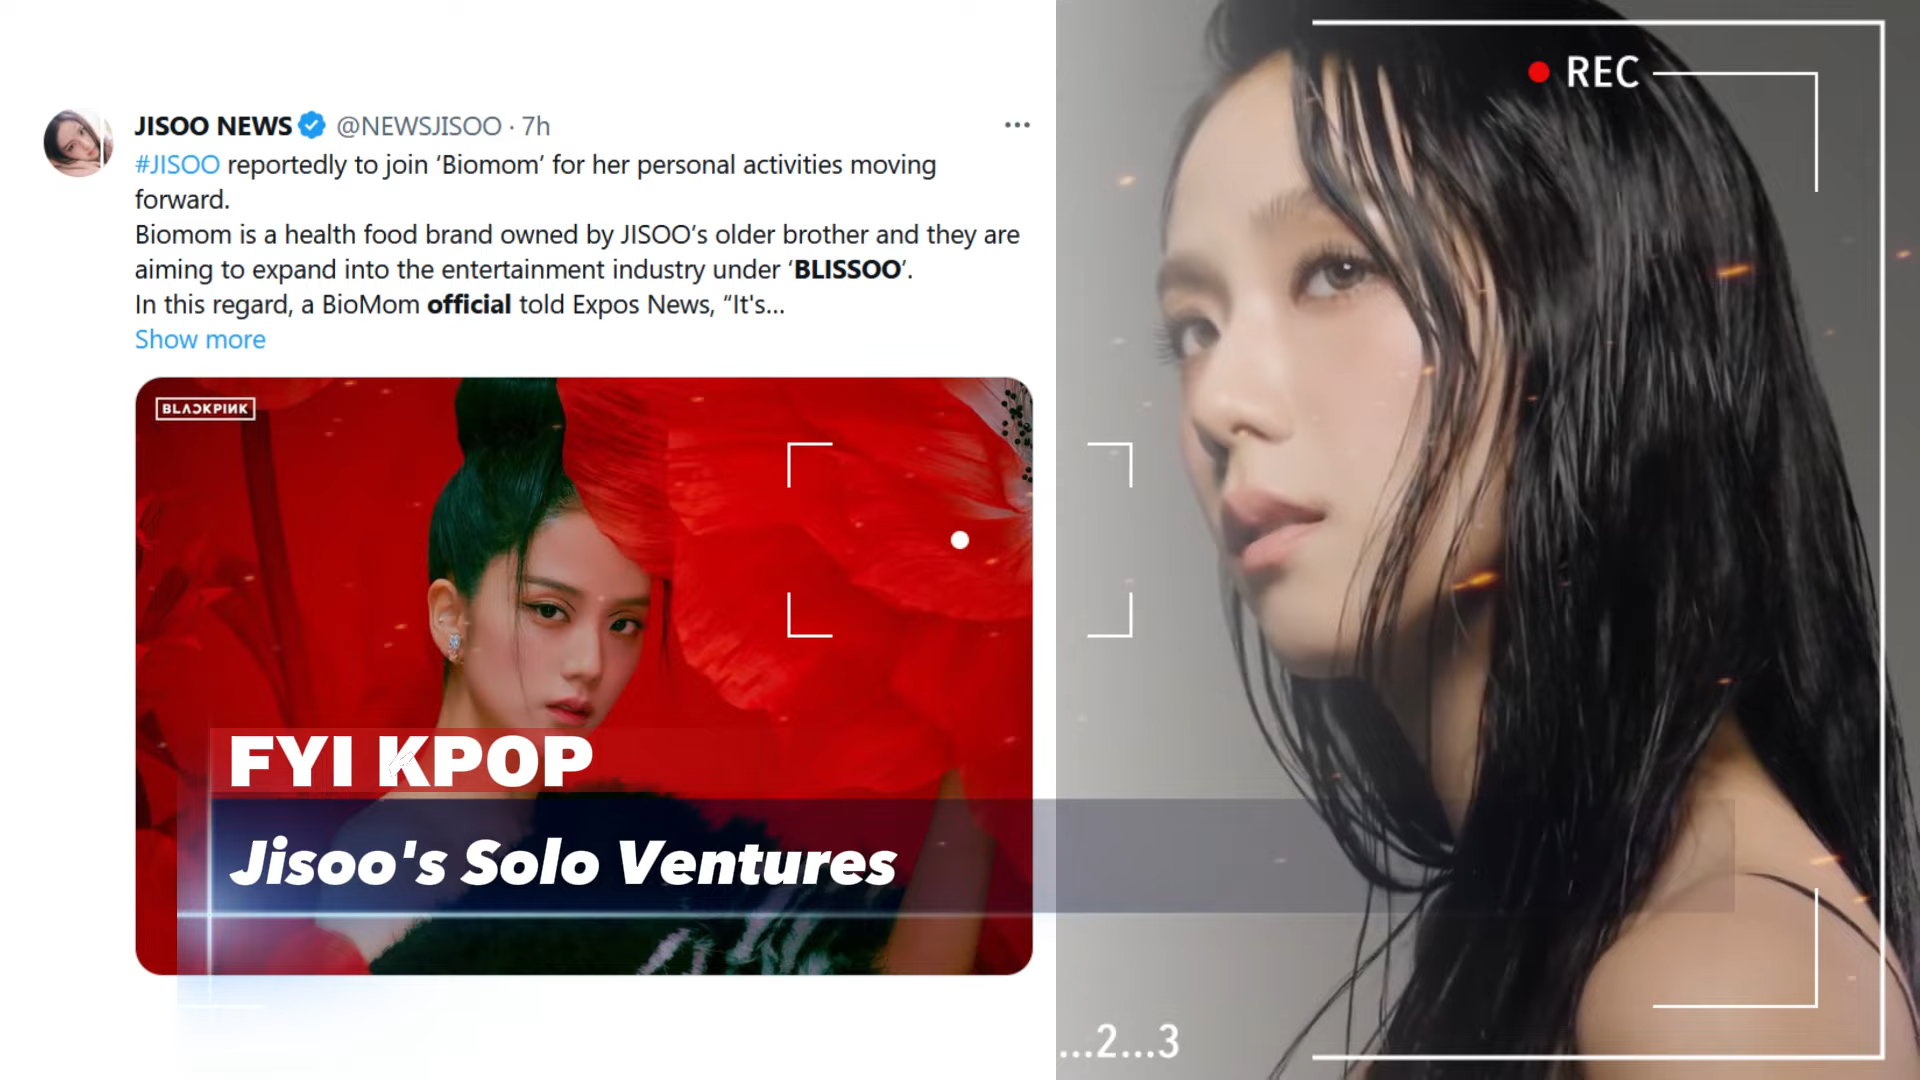 JISOO NEWS @NEWSJISOO · 7h
#JISOO reportedly to join ‘Biomom’ for her personal activities moving
forward.
Biomom is a health food brand owned by JISOO’s older brother and they are
aiming to expand into the entertainment industry under ‘BLISSOO’.
In this regard, a BioMom official told Expos News, “It's...
Show more
BLACKPINK
FYI KPOP
Jisoo's Solo Ventures
REC
...2...3